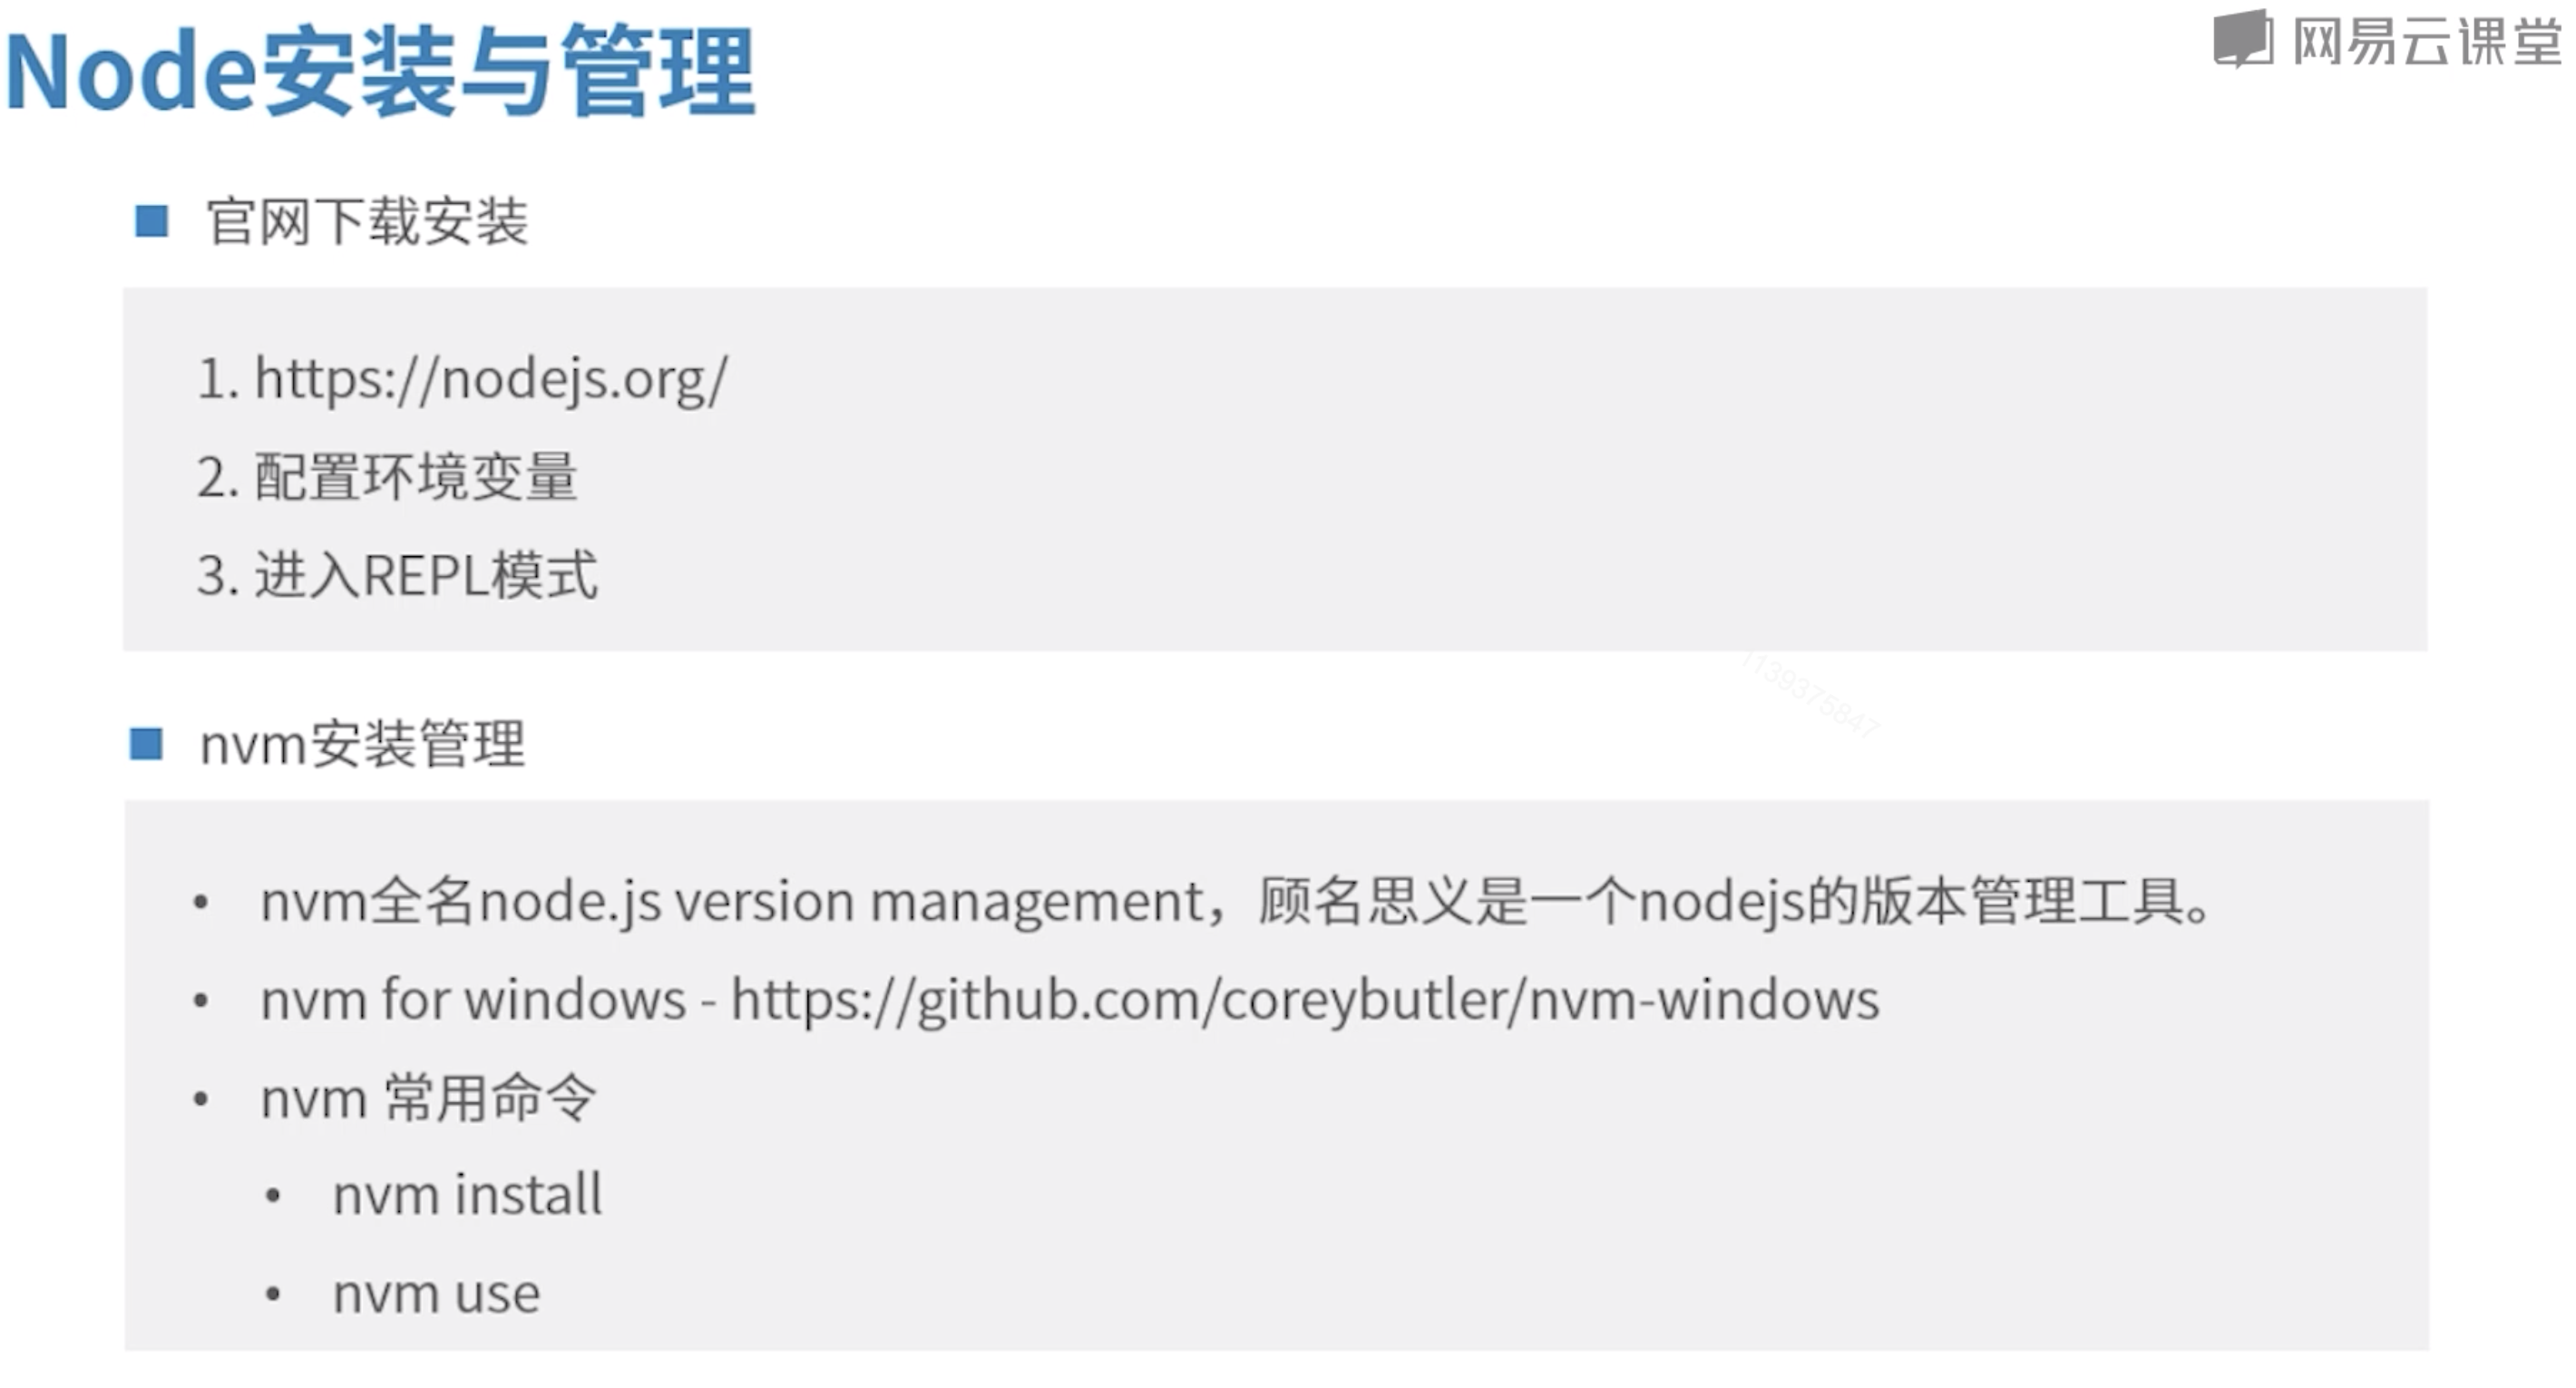 Node安装与管理
网易云课堂
官网下载安装
1. https://nodejs.org/
2. 配置环境变量
3. 进入REPL模式
1139375847
nvm安装管理
• nvm全名node.js version management，顾名思义是一个nodejs的版本管理工具。
• nvm for windows - https://github.com/coreybutler/nvm-windows
• nvm 常用命令
• nvm install
• nvm use